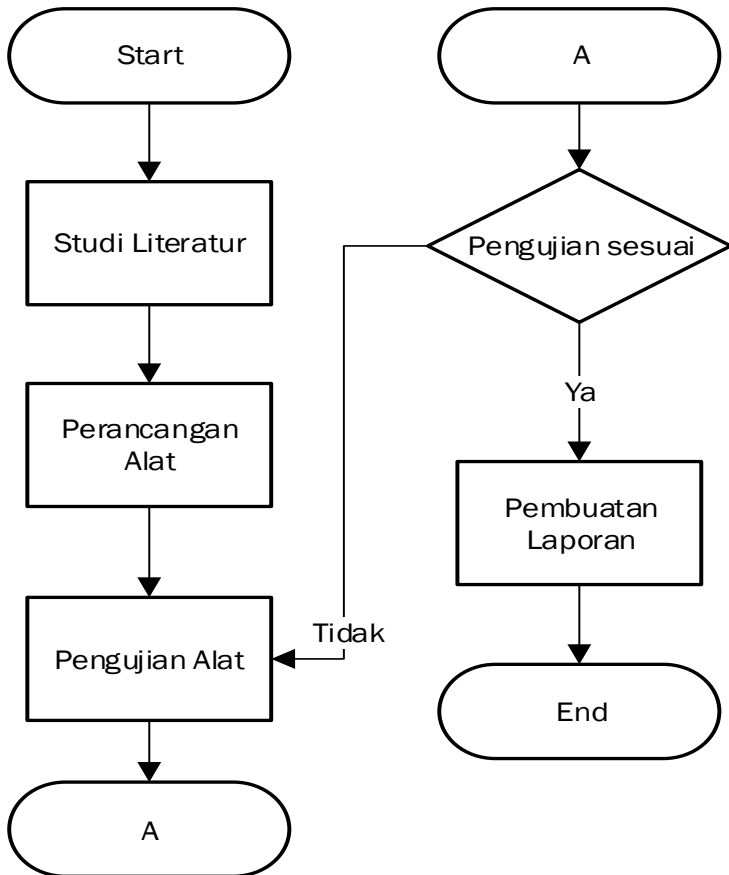 Start
Studi Literatur
Perancangan
Alat
Pengujian Alat
A
A
Pengujian sesuai
Ya
Tidak
Pembuatan
Laporan
End